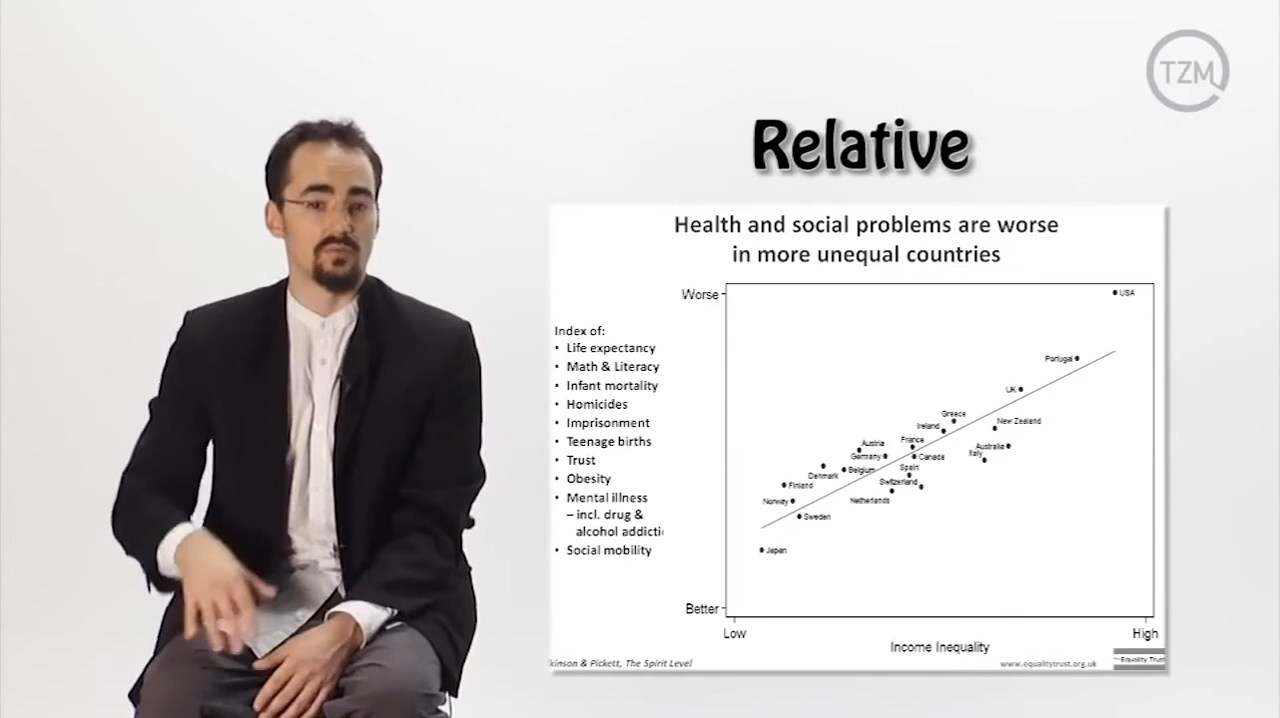 TZM
Relative
Health and social problems are worse
in more unequal countries
Worse
USA
Index of:
• Life expectancy
• Math & Literacy
• Infant mortality
• Homicides
• Imprisonment
• Teenage births
• Trust
• Obesity
• Mental illness
– incl. drug &
alcohol addicti
• Social mobility
Portugal
UK
Greece
New Zealand
Ireland
Austria
France
Australia
Germany
Canada
Italy
Belgium
Spain
Denmark
Switzerland
Finland
Norway
Netherlands
Sweden
Japan
Better
Low
High
Income Inequality
kinson & Pickett, The Spirit Level
www.equalitytrust.org.uk
The Equality Trust